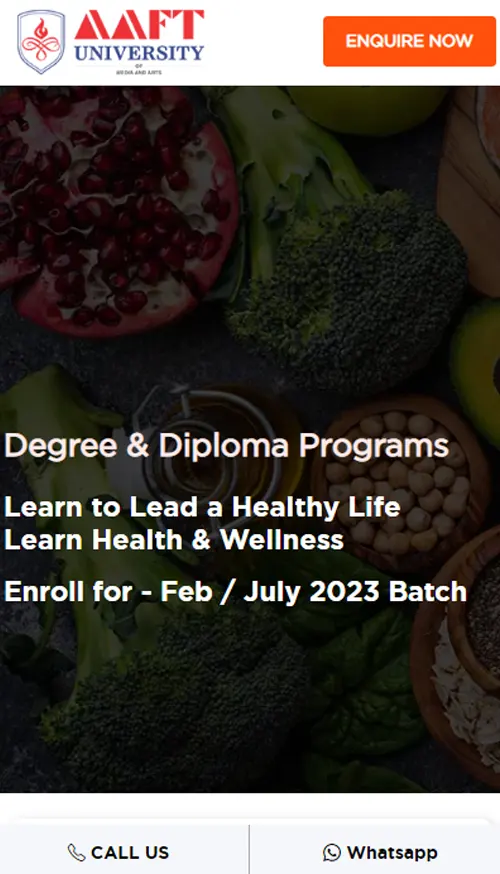 AAFT
UNIVERSITY
OF
MEDIA AND ARTS
ENQUIRE NOW
Degree & Diploma Programs
Learn to Lead a Healthy Life
Learn Health & Wellness
Enroll for - Feb / July 2023 Batch
CALL US
Whatsapp